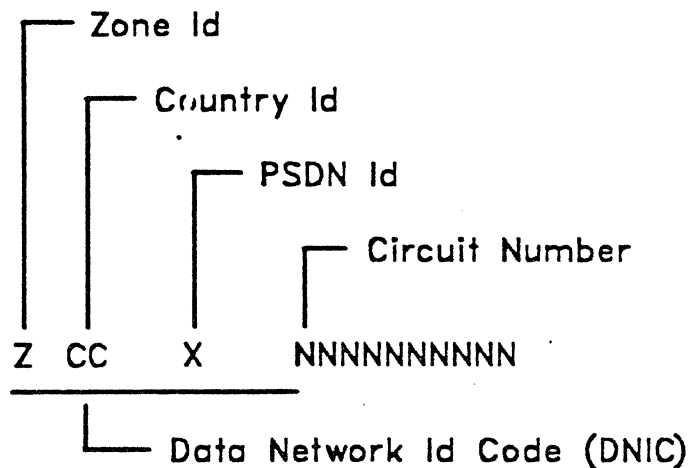 Zone Id
Country Id
PSDN Id
Circuit Number
Z CC X NNNNNNNNNN
Data Network Id Code (DNIC)